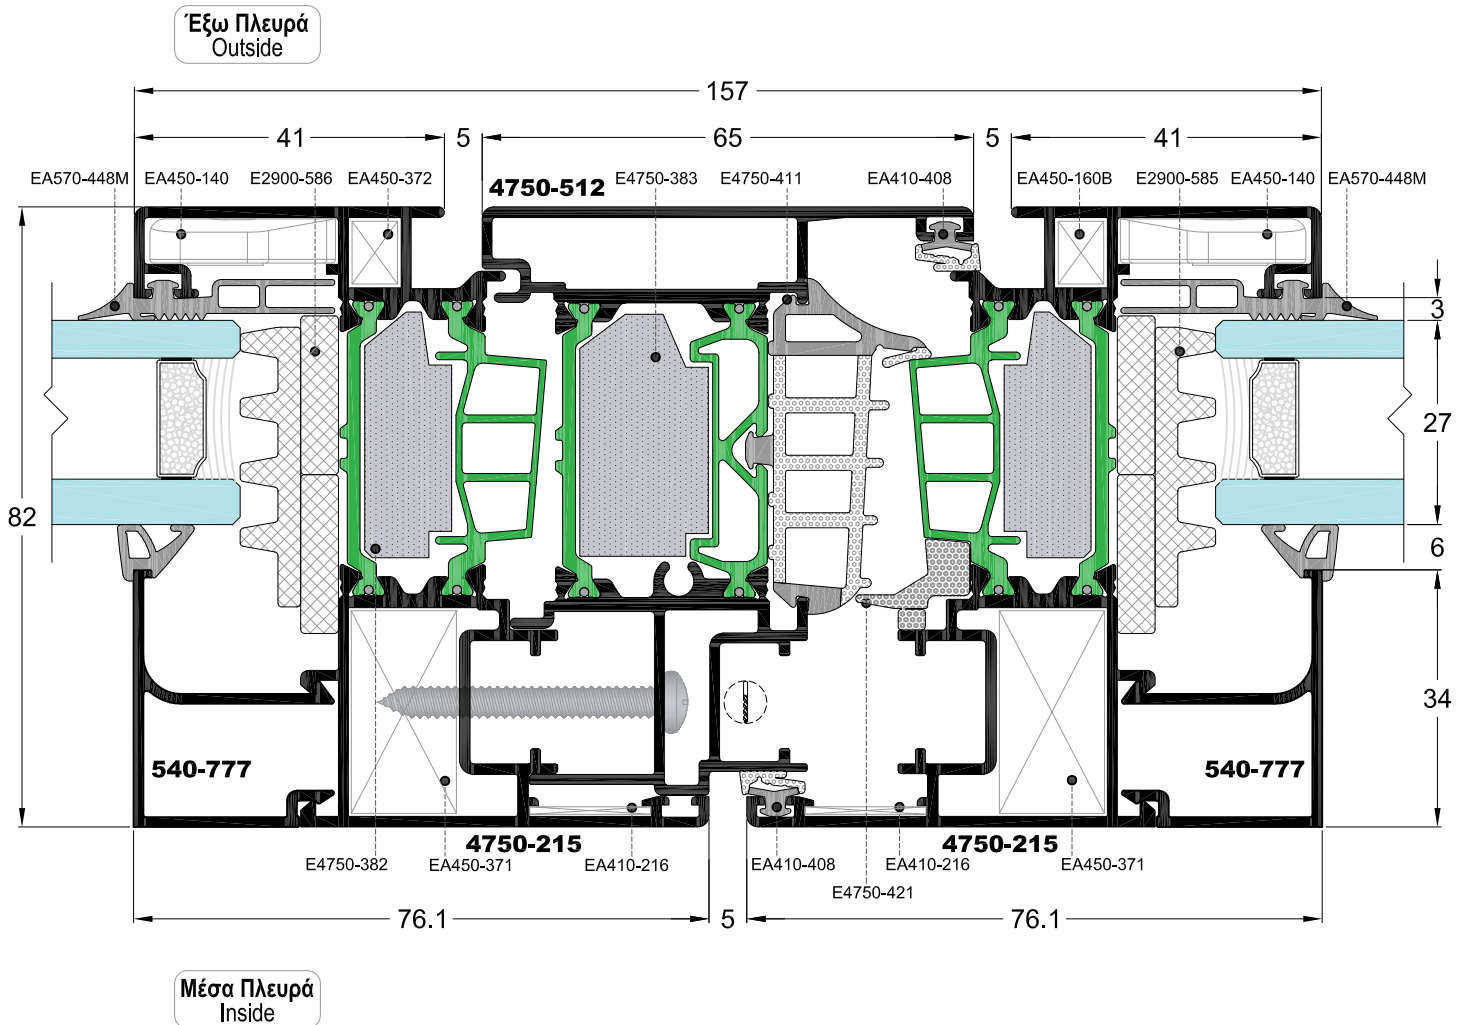 Έξω Πλευρά
Outside
157
41 5 65 5 41
EA570-448M EA450-140 E2900-586 EA450-372 4750-512 E4750-383 E4750-411 EA410-408 EA450-160B E2900-585 EA450-140 EA570-448M
3
27
82
6
34
540-777 540-777
4750-215 4750-215
E4750-382 EA450-371 EA410-216 EA410-408 EA410-216 EA450-371
E4750-421
76.1 5 76.1
Μέσα Πλευρά
Inside